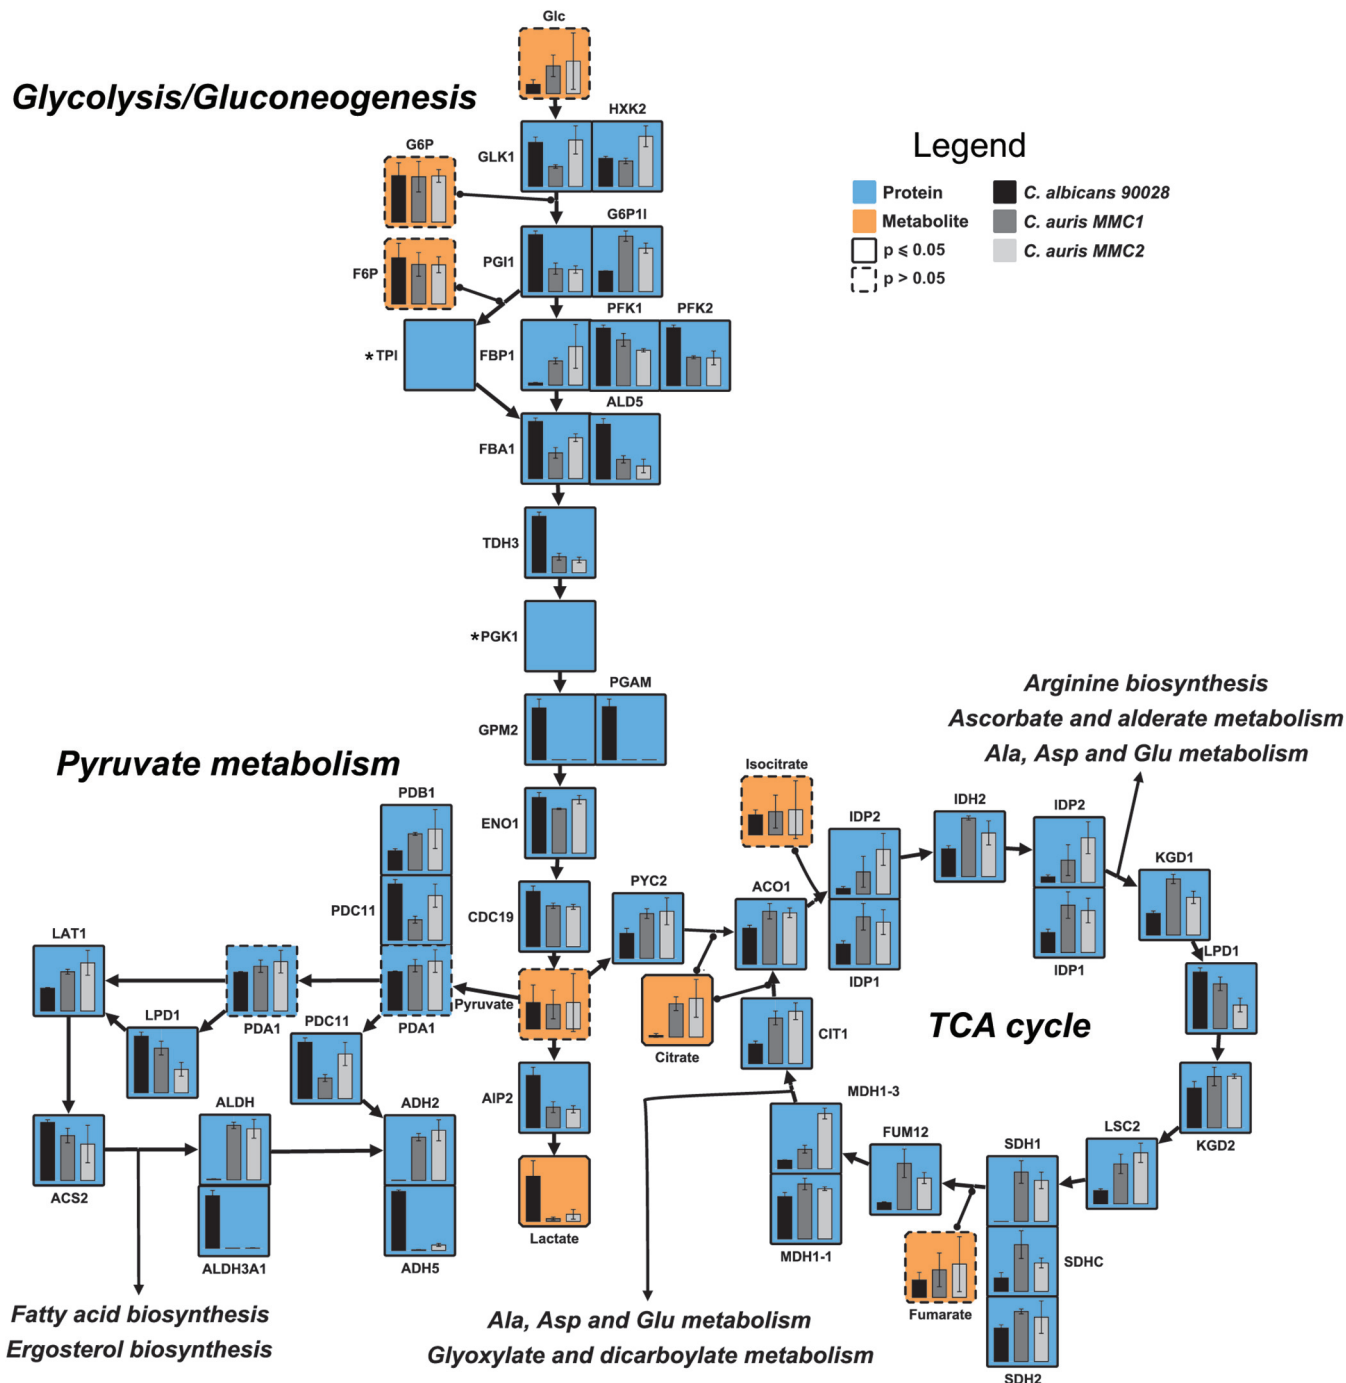 Glc
Glycolysis/Gluconeogenesis
HXK2
GLK1
G6P
Legend
Protein
Metabolite
p ⩽ 0.05
p > 0.05
C. albicans 90028
C. auris MMC1
C. auris MMC2
G6P1I
PGI1
F6P
PFK1
PFK2
*TPI
FBP1
ALD5
FBA1
TDH3
*PGK1
PGAM
GPM2
Arginine biosynthesis
Ascorbate and alderate metabolism
Ala, Asp and Glu metabolism
Pyruvate metabolism
Isocitrate
PDB1
ENO1
IDP2
IDH2
IDP2
KGD1
PDC11
CDC19
PYC2
ACO1
LAT1
LPD1
IDP1
IDP1
Pyruvate
PDA1
PDA1
LPD1
PDC11
CIT1
TCA cycle
Citrate
AIP2
MDH1-3
ALDH
ADH2
FUM12
SDH1
LSC2
KGD2
ACS2
Lactate
MDH1-1
SDHC
ALDH3A1
ADH5
Fumarate
Fatty acid biosynthesis
Ergosterol biosynthesis
Ala, Asp and Glu metabolism
Glyoxylate and dicarboylate metabolism
SDH2